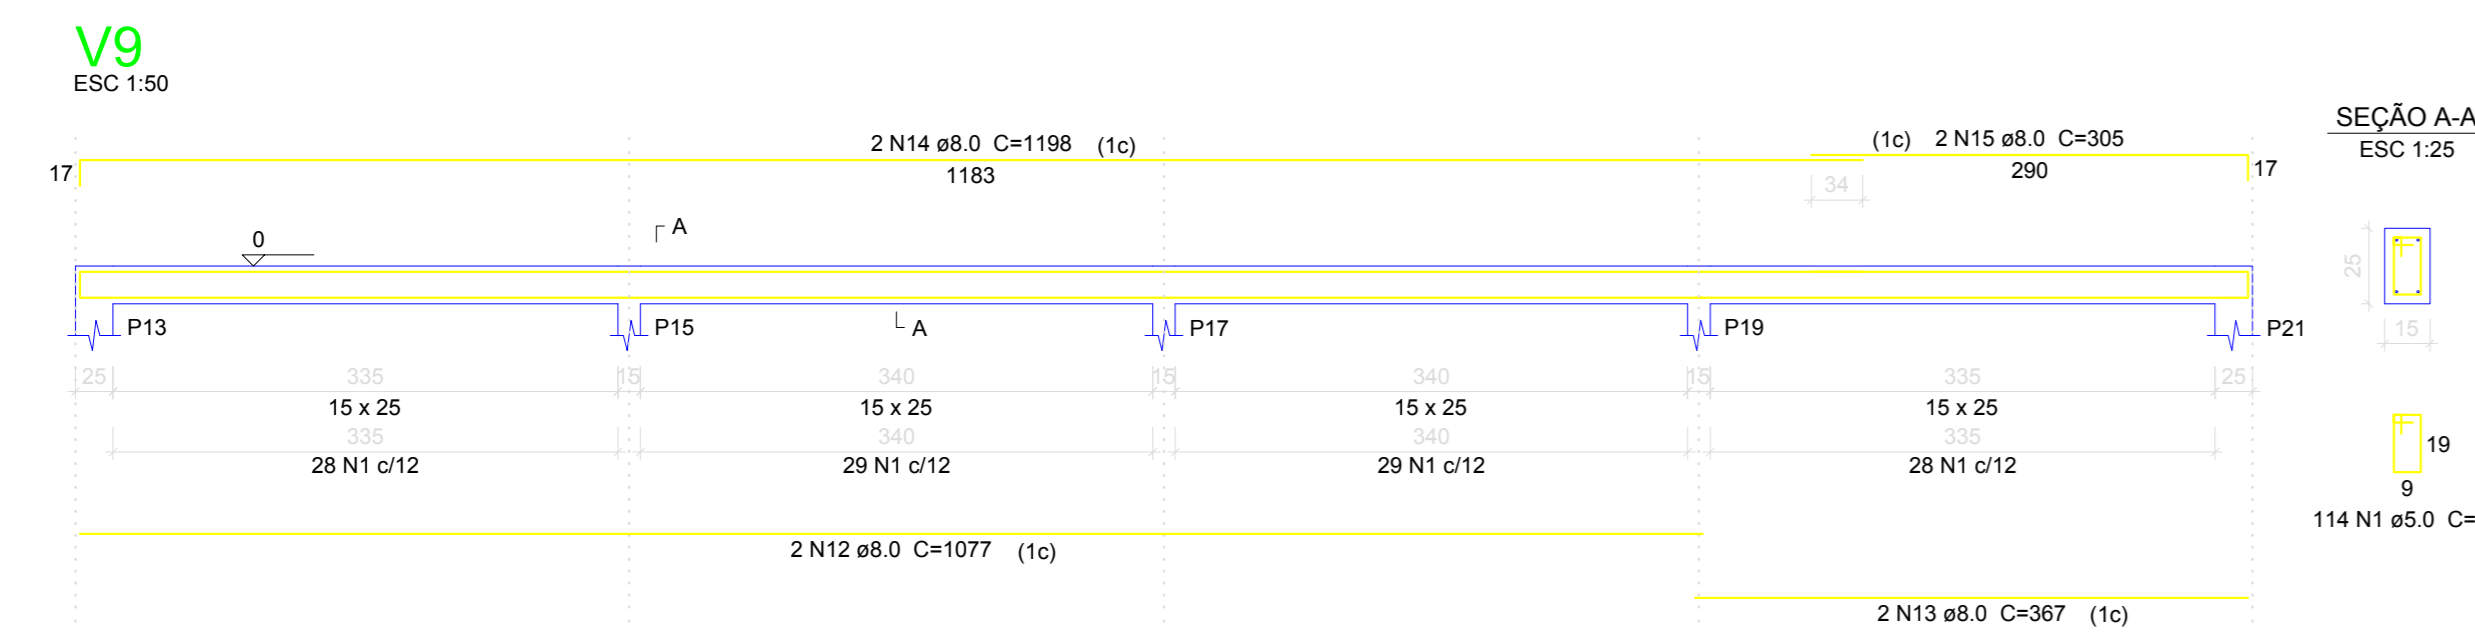 V9
ESC 1:50
2 N14 ø8.0 C=1198 (1c)
(1c) 2 N15 ø8.0 C=305
SEÇÃO A-A
ESC 1:25
17
1183
290
17
34
A
0
25
P13
P15
A
P17
P19
P21
15
25
335
15
340
15
340
15
335
25
15 x 25
15 x 25
15 x 25
15 x 25
335
340
340
335
28 N1 c/12
29 N1 c/12
29 N1 c/12
28 N1 c/12
19
9
114 N1 ø5.0 C=
2 N12 ø8.0 C=1077 (1c)
2 N13 ø8.0 C=367 (1c)